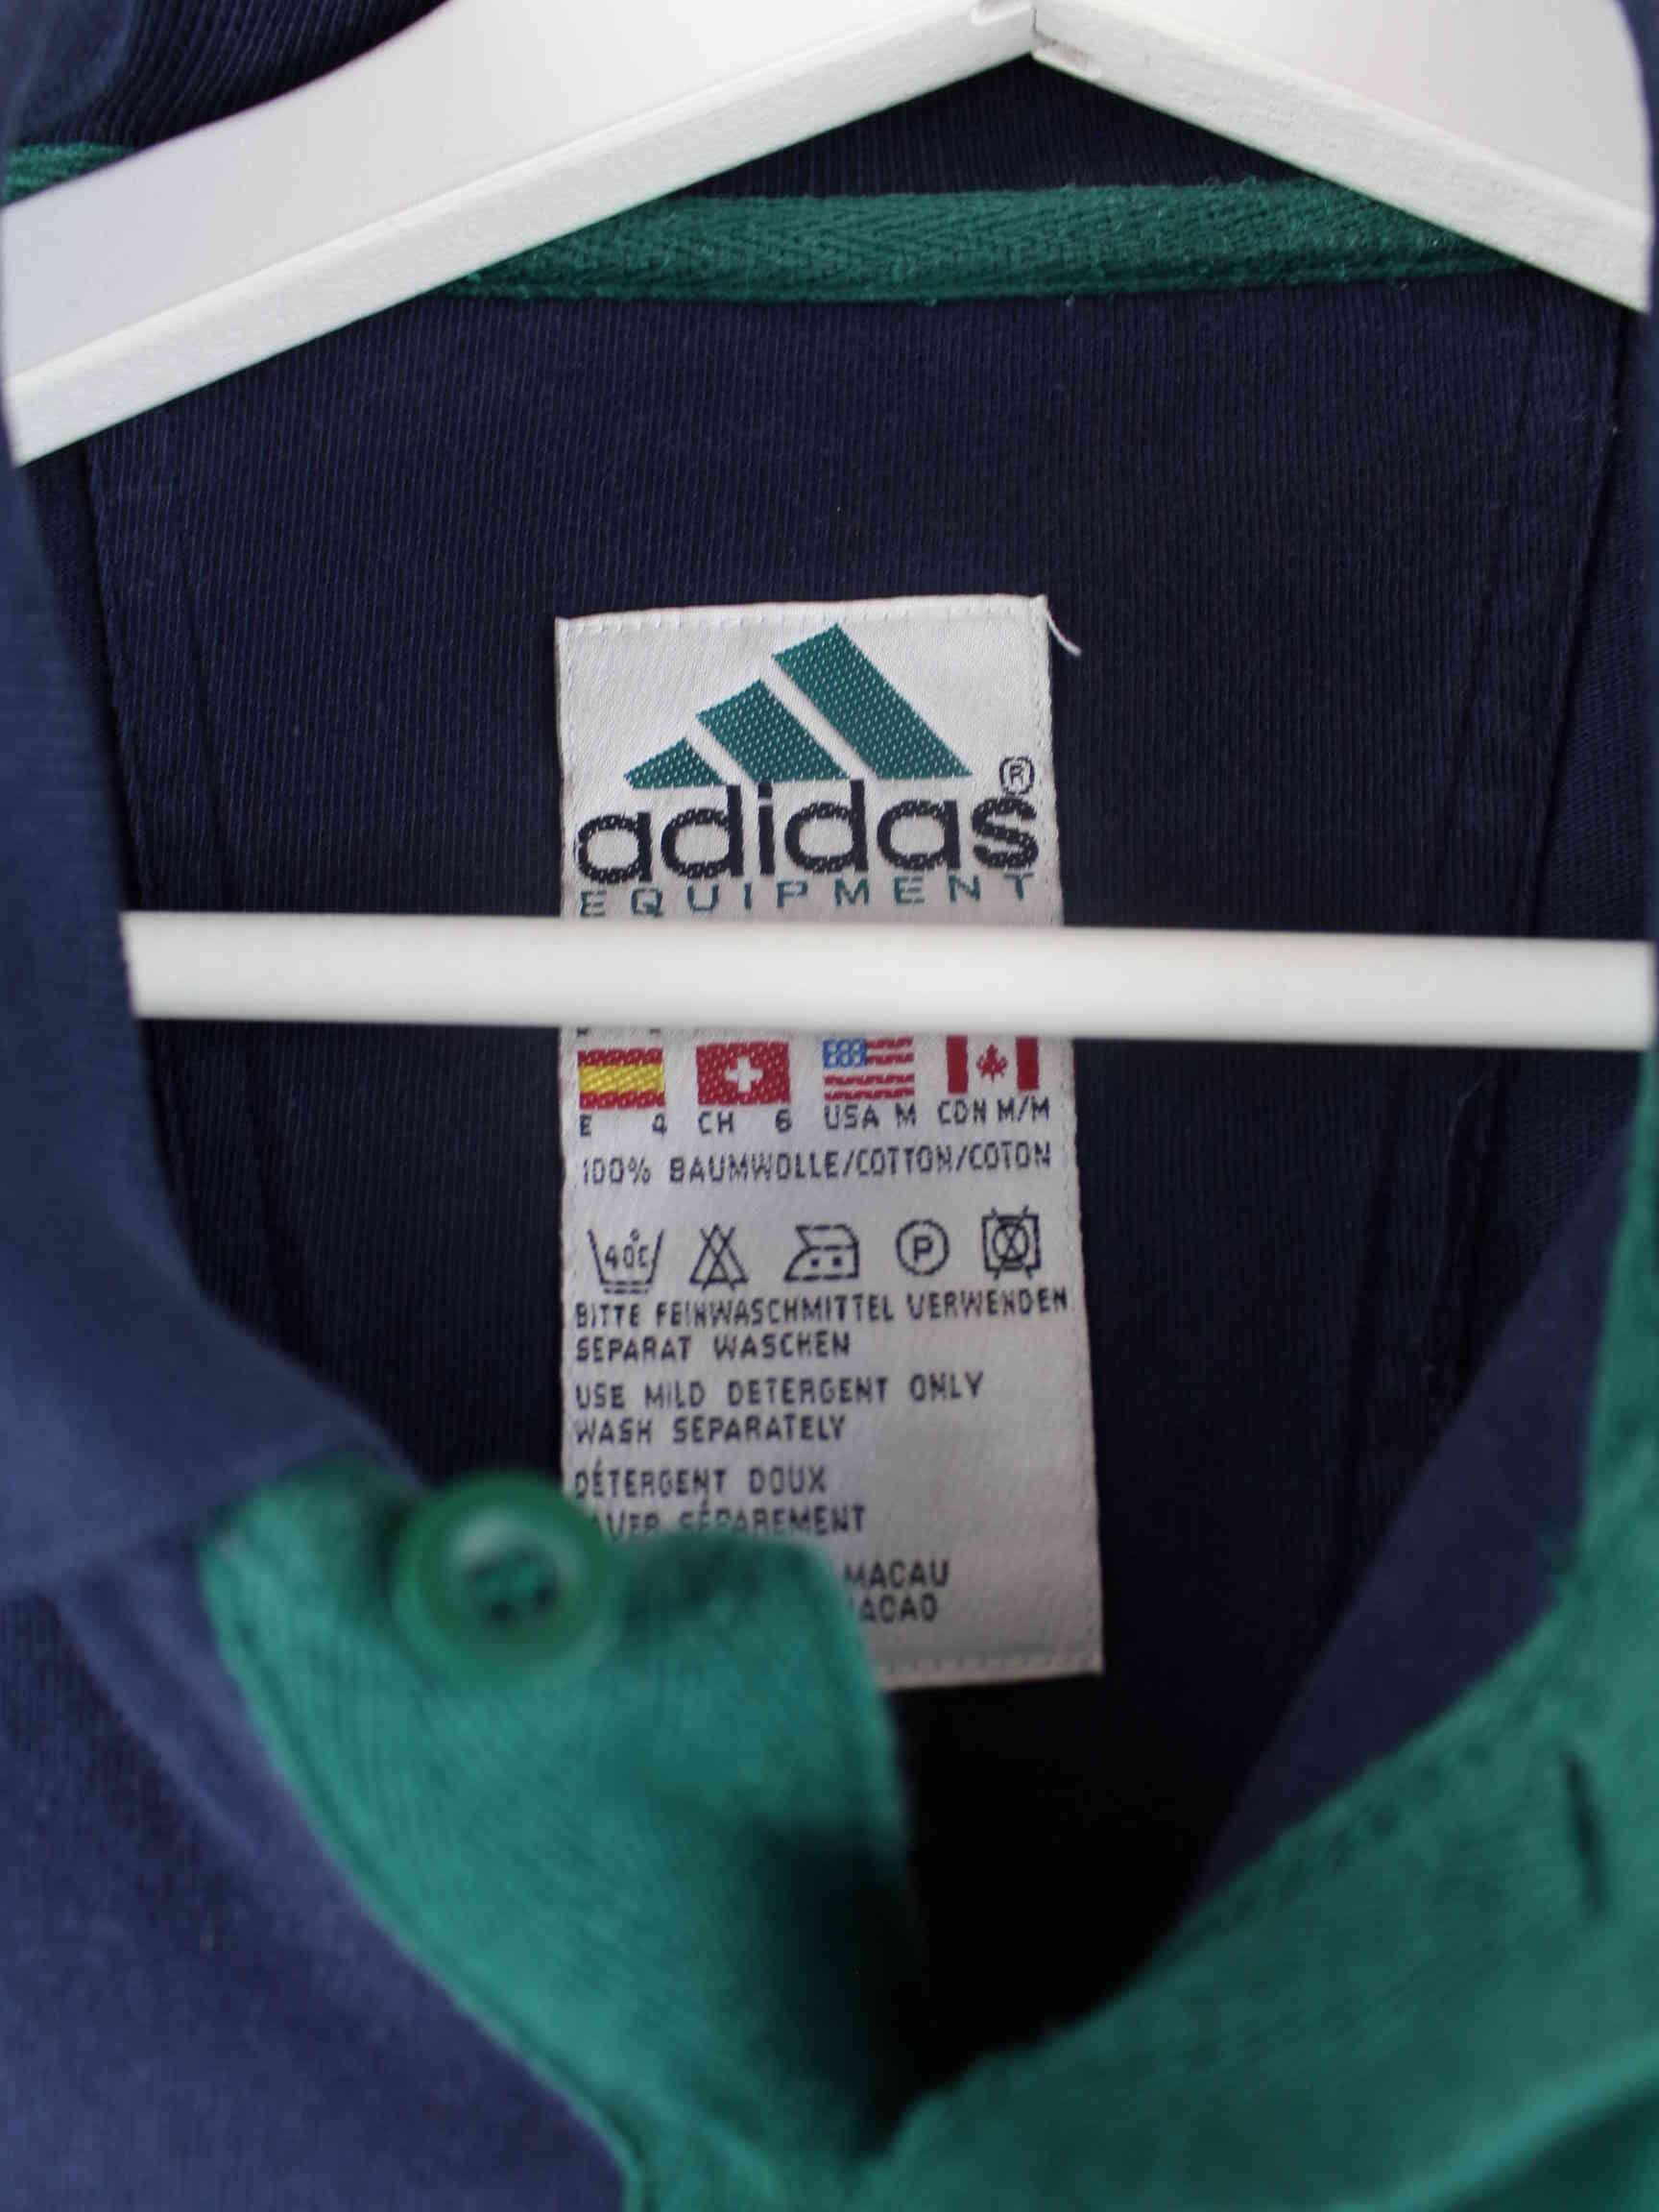 adidas®
EQUIPMENT
E 4 CH 6 USA M CDN M/M
100% BAUMWOLLE/COTTON/COTON
40°C P
BITTE FEINWASCHMITTEL VERWENDEN
SEPARAT WASCHEN
USE MILD DETERGENT ONLY
WASH SEPARATELY
DÉTERGENT DOUX
SÉPAREMENT
MACAU